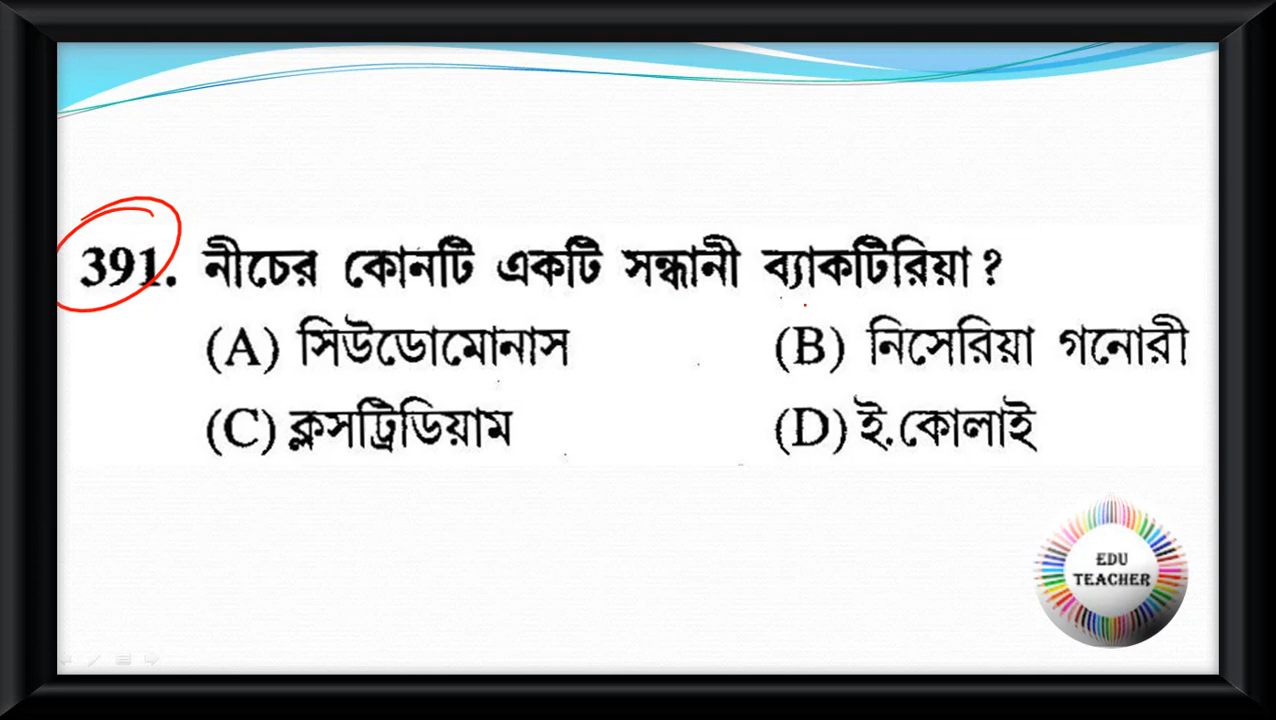 391. নীচের কোনটি একটি সন্ধানী ব্যাকটিরিয়া?
(A) সিউডোমোনাস (B) নিসেরিয়া গনোরী
(C) ক্লসট্রিডিয়াম (D) ই.কোলাই
EDU
TEACHER